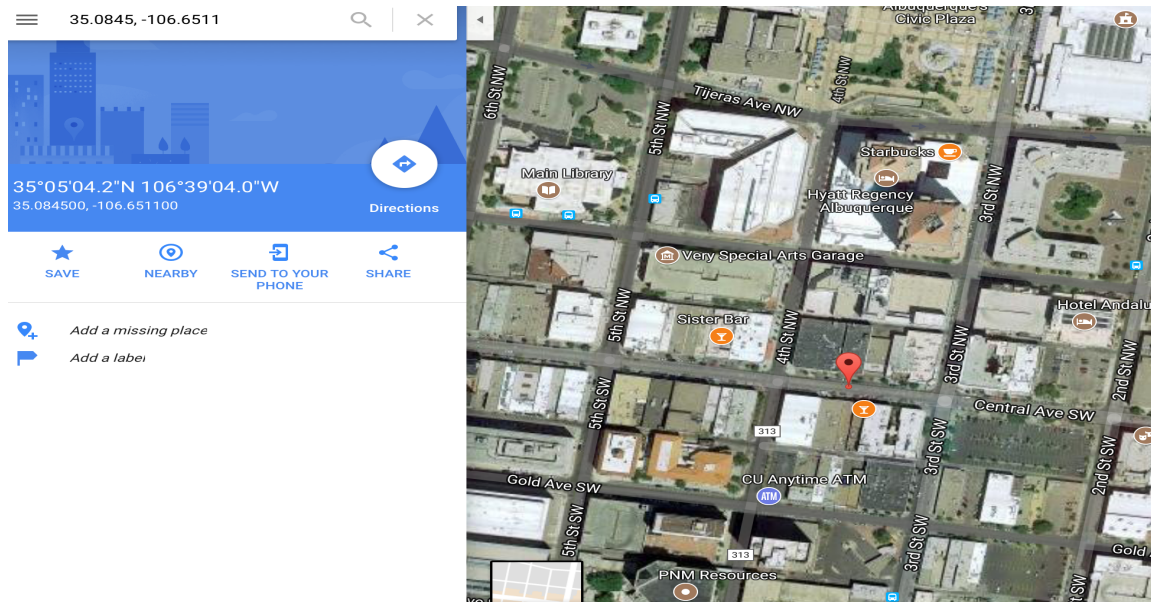 35.0845, -106.6511
35°05'04.2"N 106°39'04.0"W
35.084500, -106.651100
Directions
SAVE
NEARBY
SEND TO YOUR
PHONE
SHARE
Add a missing place
Add a label
Albuquerque's
Civic Plaza
6th St NW
5th St NW
Tijeras Ave NW
4th St NW
Starbucks
Main Library
Hyatt Regency
Albuquerque
3rd St NW
Very Special Arts Garage
Hotel Andalu
5th St NW
Sister Bar
4th St NW
3rd St NW
2nd St NW
5th St SW
Central Ave SW
313
3rd St SW
2nd St SW
CU Anytime ATM
ATM
Gold Ave SW
5th St SW
3rd St SW
313
Gold
PNM Resources
t SW